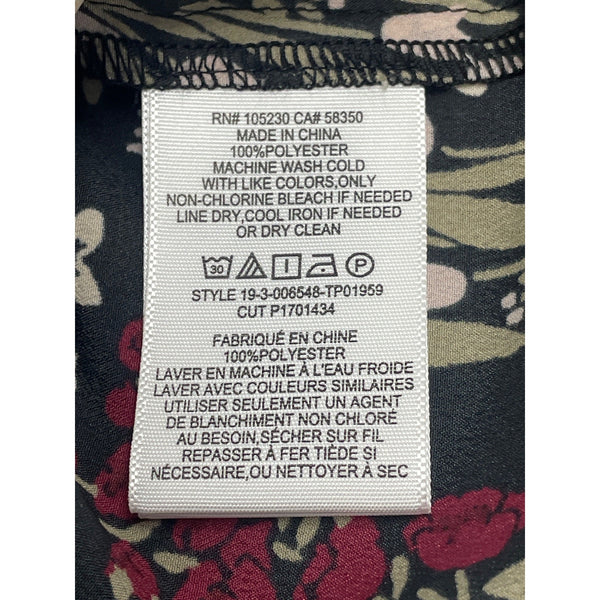 RN# 105230 CA# 58350
MADE IN CHINA
100%POLYESTER
MACHINE WASH COLD
WITH LIKE COLORS,ONLY
NON-CHLORINE BLEACH IF NEEDED
LINE DRY,COOL IRON IF NEEDED
OR DRY CLEAN
30 P
STYLE 19-3-006548-TP01959
CUT P1701434
FABRIQUÉ EN CHINE
100%POLYESTER
LAVER EN MACHINE À L'EAU FROIDE
LAVER AVEC COULEURS SIMILAIRES
UTILISER SEULEMENT UN AGENT
DE BLANCHIMENT NON CHLORÉ
AU BESOIN,SÉCHER SUR FIL
REPASSER À FER TIÈDE SI
NÉCESSAIRE,OU NETTOYER À SEC